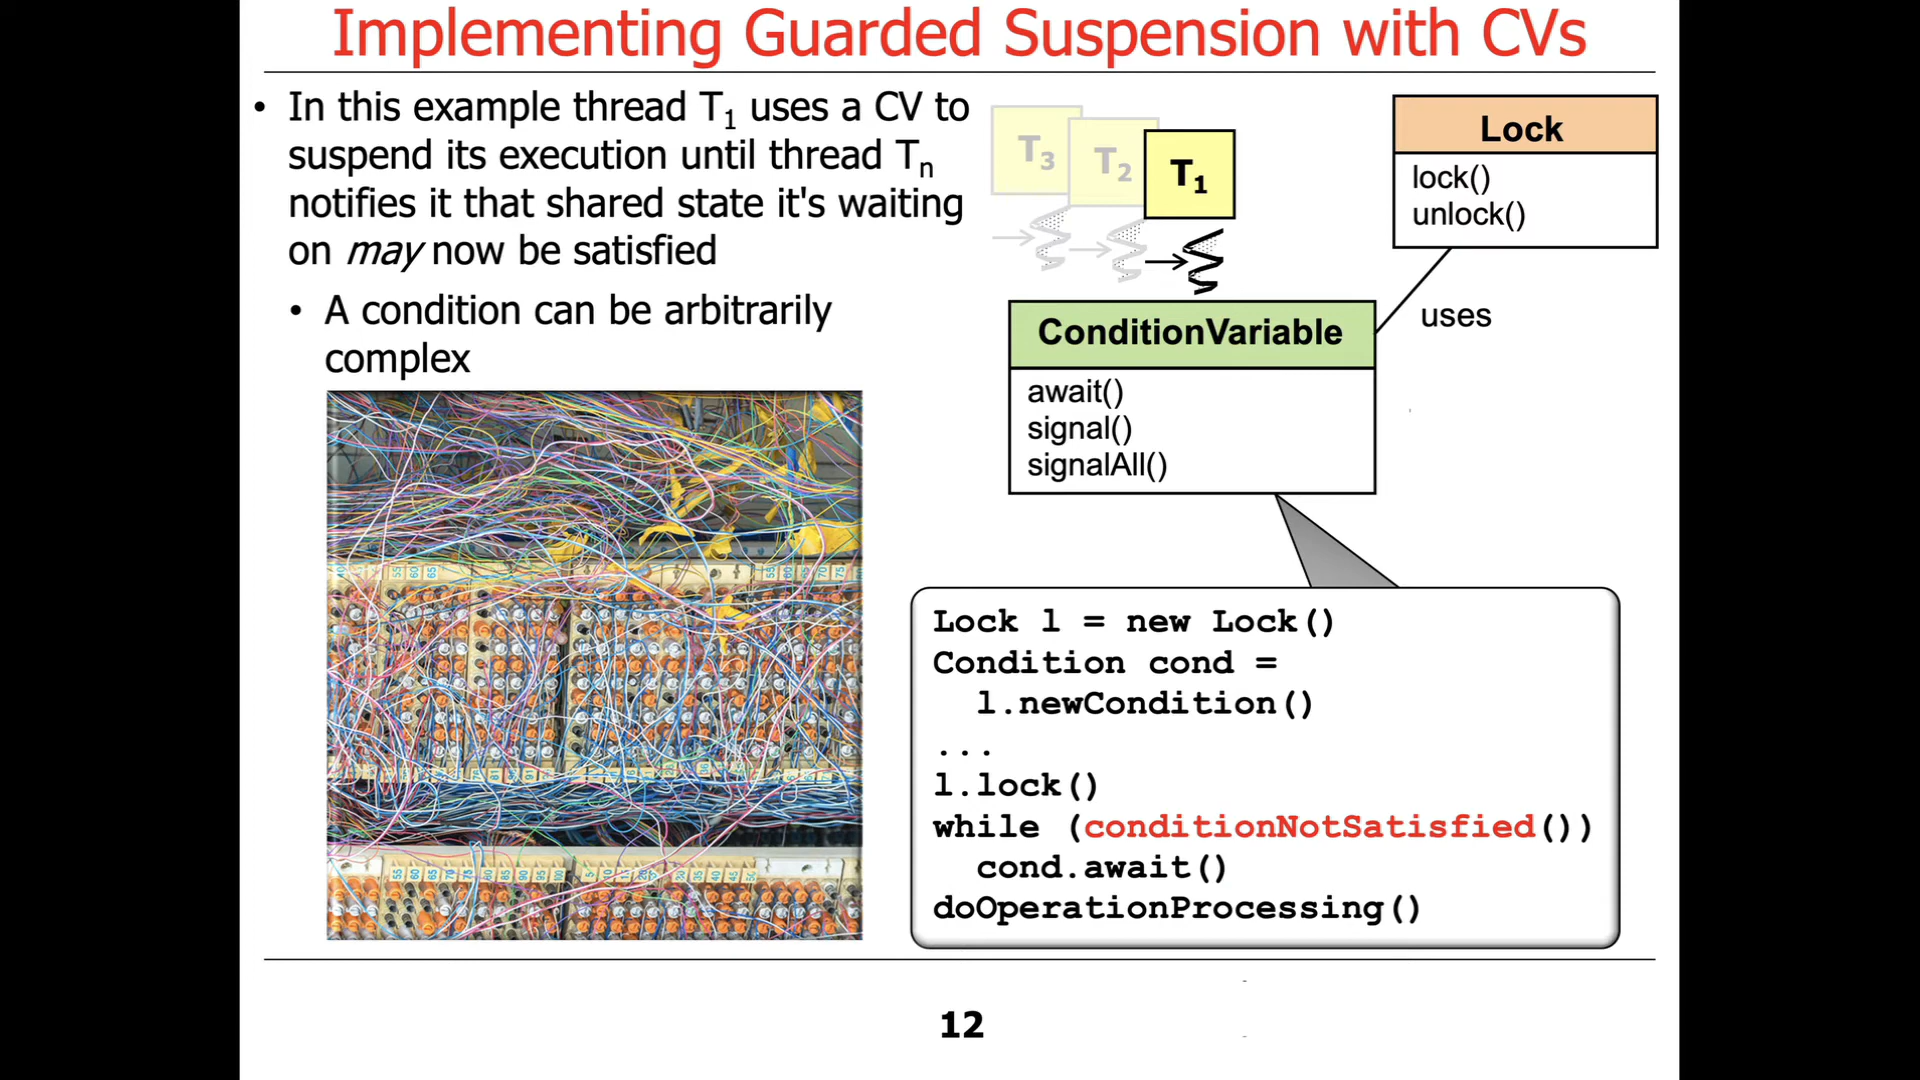 Implementing Guarded Suspension with CVs
• In this example thread T1 uses a CV to
suspend its execution until thread Tn
notifies it that shared state it's waiting
on may now be satisfied
• A condition can be arbitrarily
complex
T3
T2
T1
Lock
lock()
unlock()
uses
ConditionVariable
await()
signal()
signalAll()
Lock l = new Lock()
Condition cond =
l.newCondition()
...
l.lock()
while (conditionNotSatisfied())
cond.await()
doOperationProcessing()
12